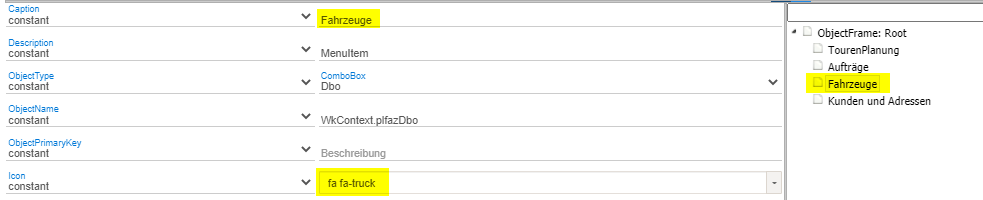 Caption
constant
Fahrzeuge
Description
constant
MenuItem
ObjectType
constant
ComboBox
Dbo
ObjectName
constant
WkContext.plfazDbo
ObjectPrimaryKey
constant
Beschreibung
Icon
constant
fa fa-truck
ObjectFrame: Root
TourenPlanung
Aufträge
Fahrzeuge
Kunden und Adressen